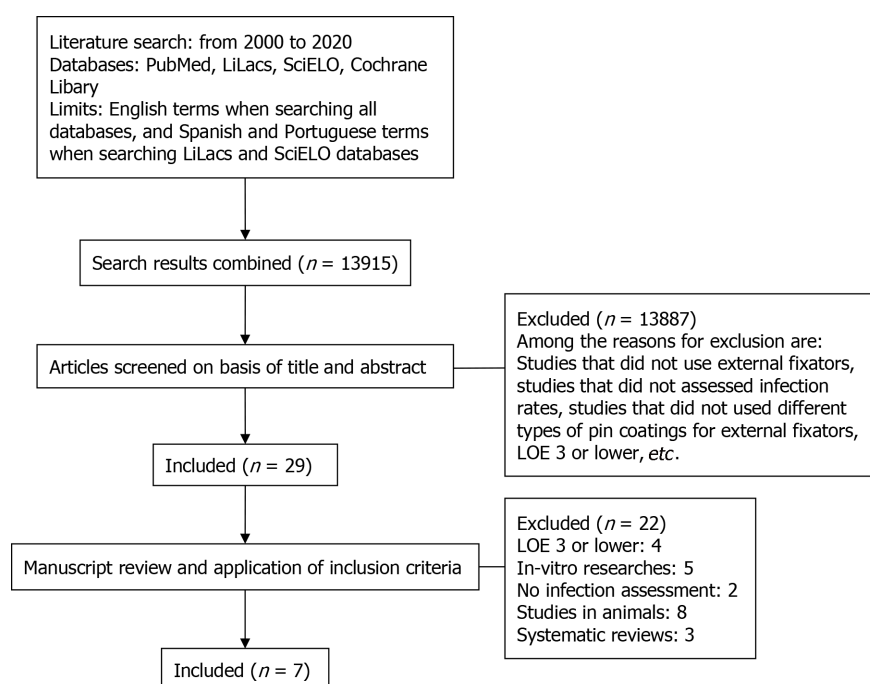 Literature search: from 2000 to 2020
Databases: PubMed, LiLacs, SciELO, Cochrane
Libary
Limits: English terms when searching all
databases, and Spanish and Portuguese terms
when searching LiLacs and SciELO databases
Search results combined (n = 13915)
Articles screened on basis of title and abstract
Excluded (n = 13887)
Among the reasons for exclusion are:
Studies that did not use external fixators,
studies that did not assessed infection
rates, studies that did not used different
types of pin coatings for external fixators,
LOE 3 or lower, etc.
Included (n = 29)
Manuscript review and application of inclusion criteria
Excluded (n = 22)
LOE 3 or lower: 4
In-vitro researches: 5
No infection assessment: 2
Studies in animals: 8
Systematic reviews: 3
Included (n = 7)